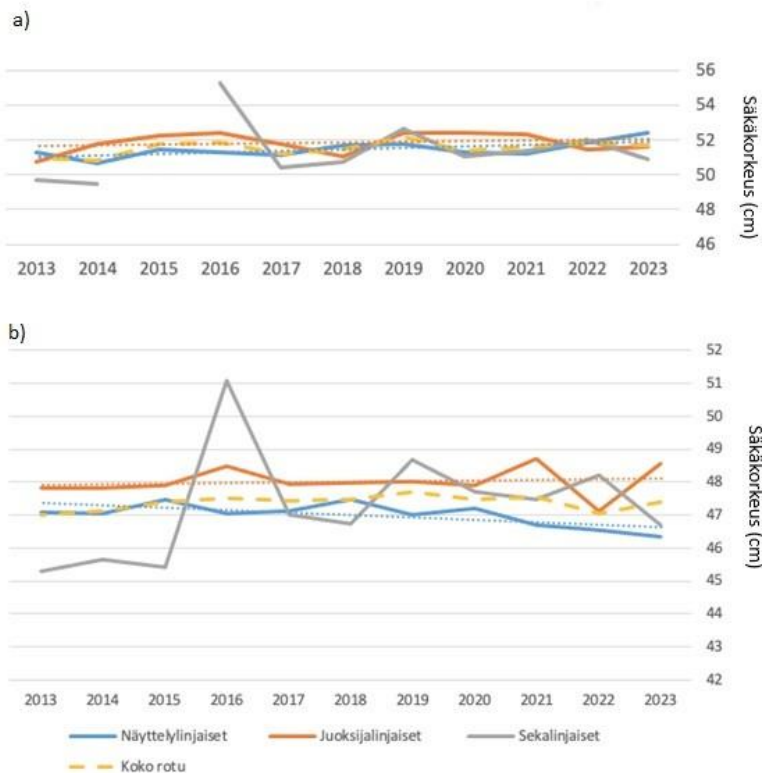 a)
56
54
52
50
48
46
Säkäkorkeus (cm)
2013 2014 2015 2016 2017 2018 2019 2020 2021 2022 2023
b)
52
51
50
49
48
47
46
45
44
43
42
Säkäkorkeus (cm)
2013 2014 2015 2016 2017 2018 2019 2020 2021 2022 2023
Näyttelylinjaiset Juoksijalinjaiset Sekalinjaiset
Koko rotu